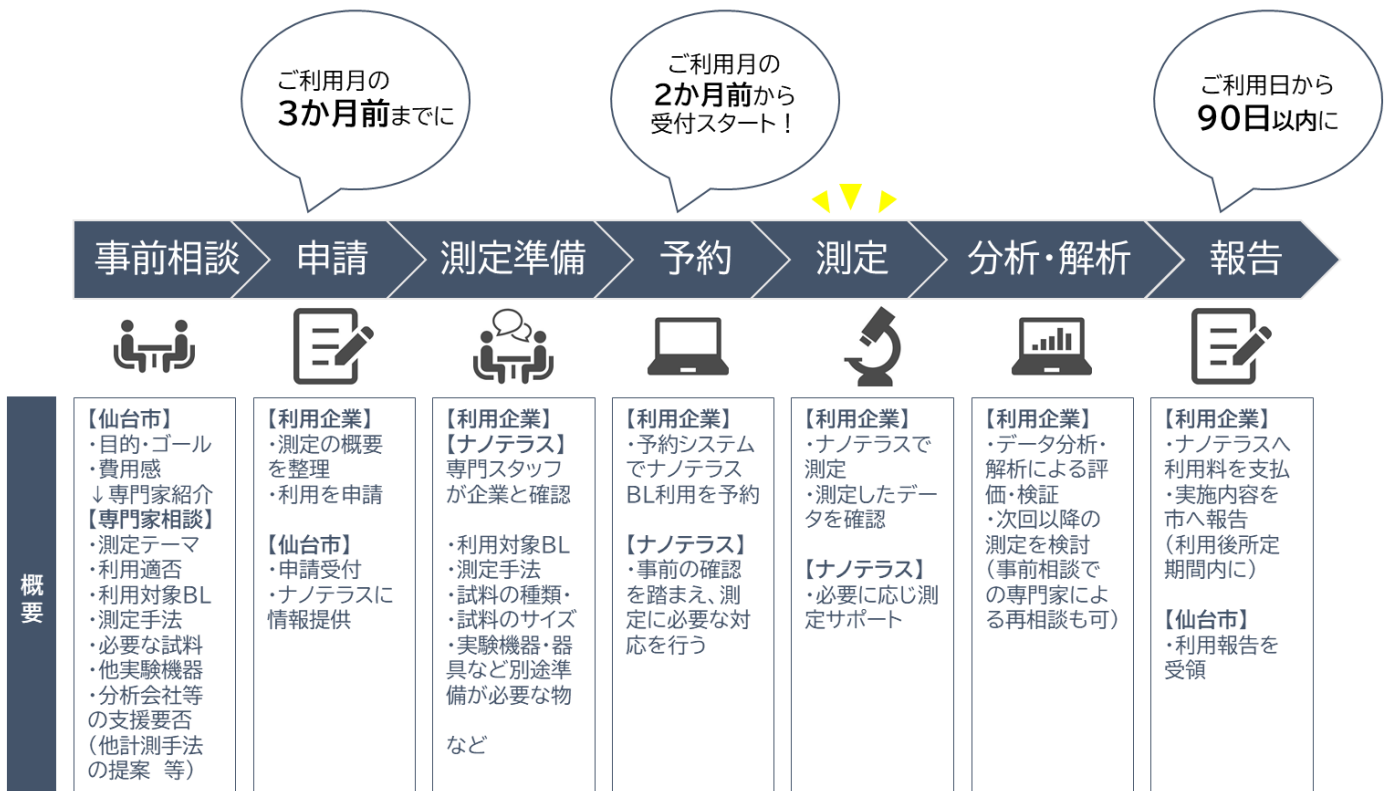 ご利用月の
3か月前までに
ご利用月の
2か月前から
受付スタート！
ご利用日から
90日以内に
事前相談
申請
測定準備
予約
測定
分析・解析
報告
概要
【仙台市】
・目的・ゴール
・費用感
↓専門家紹介
【専門家相談】
・測定テーマ
・利用適否
・利用対象BL
・測定手法
・必要な試料
・他実験機器
・分析会社等
の支援要否
（他計測手法
の提案　等）
【利用企業】
・測定の概要
を整理
・利用を申請
【仙台市】
・申請受付
・ナノテラスに
情報提供
【利用企業】
【ナノテラス】
専門スタッフ
が企業と確認
・利用対象BL
・測定手法
・試料の種類・
・試料のサイズ
・実験機器・器
具など別途準
備が必要な物
など
【利用企業】
・予約システム
でナノテラス
BL利用を予約
【ナノテラス】
・事前の確認
を踏まえ、測
定に必要な対
応を行う
【利用企業】
・ナノテラスで
測定
・測定したデー
タを確認
【ナノテラス】
・必要に応じ測
定サポート
【利用企業】
・データ分析・
解析による評
価・検証
・次回以降の
測定を検討
（事前相談で
の専門家によ
る再相談も可）
【利用企業】
・ナノテラスへ
利用料を支払
・実施内容を
市へ報告
（利用後所定
期間内に）
【仙台市】
・利用報告を
受領